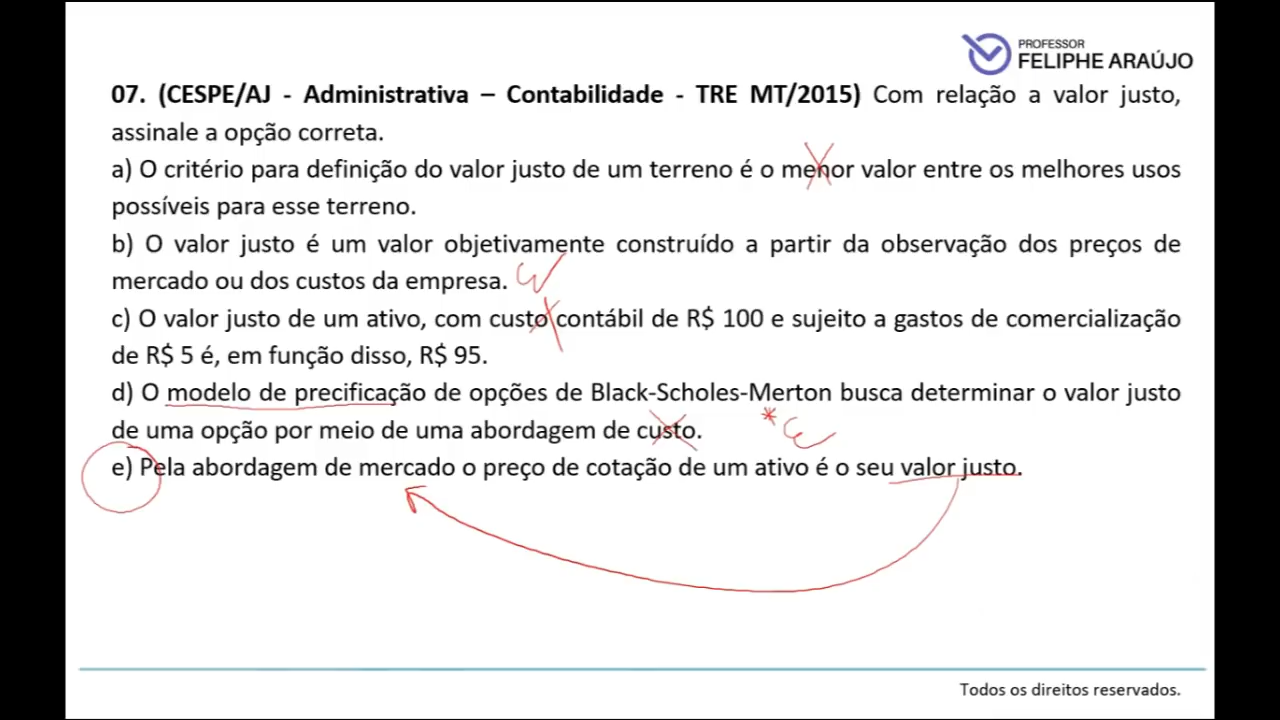 PROFESSOR
FELIPHE ARAÚJO
07. (CESPE/AJ - Administrativa – Contabilidade - TRE MT/2015) Com relação a valor justo,
assinale a opção correta.
a) O critério para definição do valor justo de um terreno é o menor valor entre os melhores usos
possíveis para esse terreno.
b) O valor justo é um valor objetivamente construído a partir da observação dos preços de
mercado ou dos custos da empresa.
c) O valor justo de um ativo, com custo contábil de R$ 100 e sujeito a gastos de comercialização
de R$ 5 é, em função disso, R$ 95.
d) O modelo de precificação de opções de Black-Scholes-Merton busca determinar o valor justo
de uma opção por meio de uma abordagem de custo.
e) Pela abordagem de mercado o preço de cotação de um ativo é o seu valor justo.
Todos os direitos reservados.